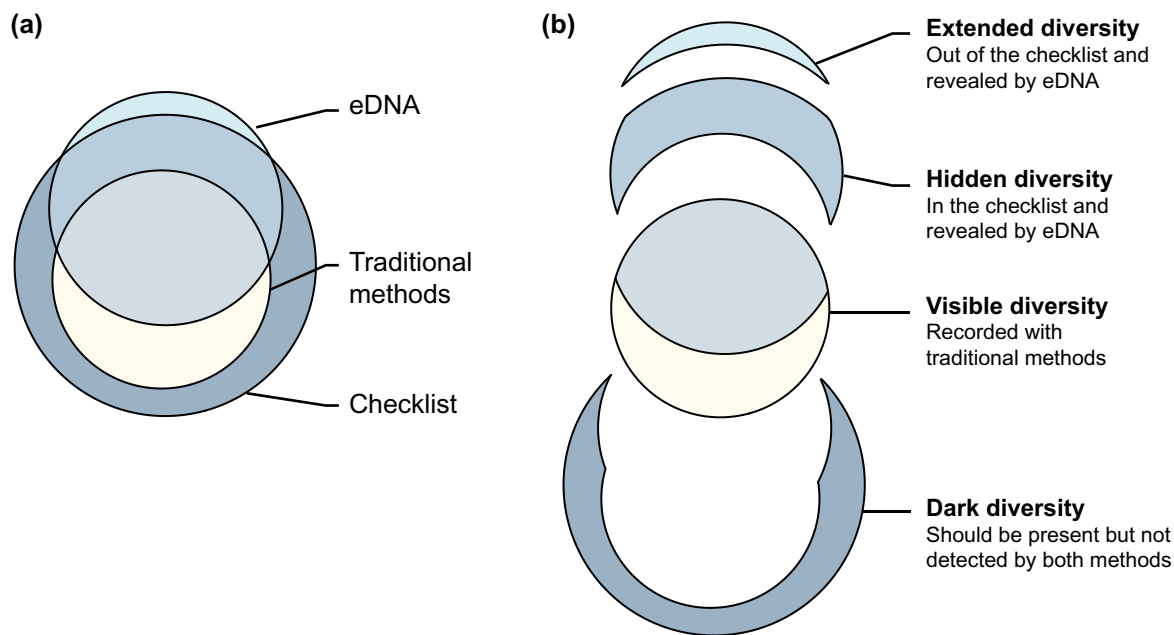 (a)
eDNA
Traditional
methods
Checklist
(b)
Extended diversity
Out of the checklist and
revealed by eDNA
Hidden diversity
In the checklist and
revealed by eDNA
Visible diversity
Recorded with
traditional methods
Dark diversity
Should be present but not
detected by both methods